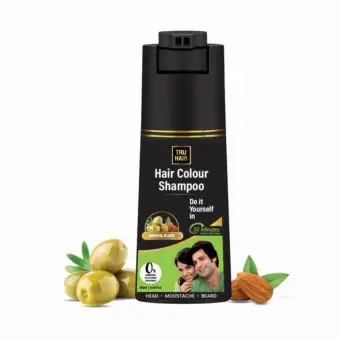 TRU
HAIR
Hair Colour
Shampoo
Do it
Yourself
in
20 Minutes
NATURAL BLACK
0%
HEAD • MOUSTACHE • BEARD